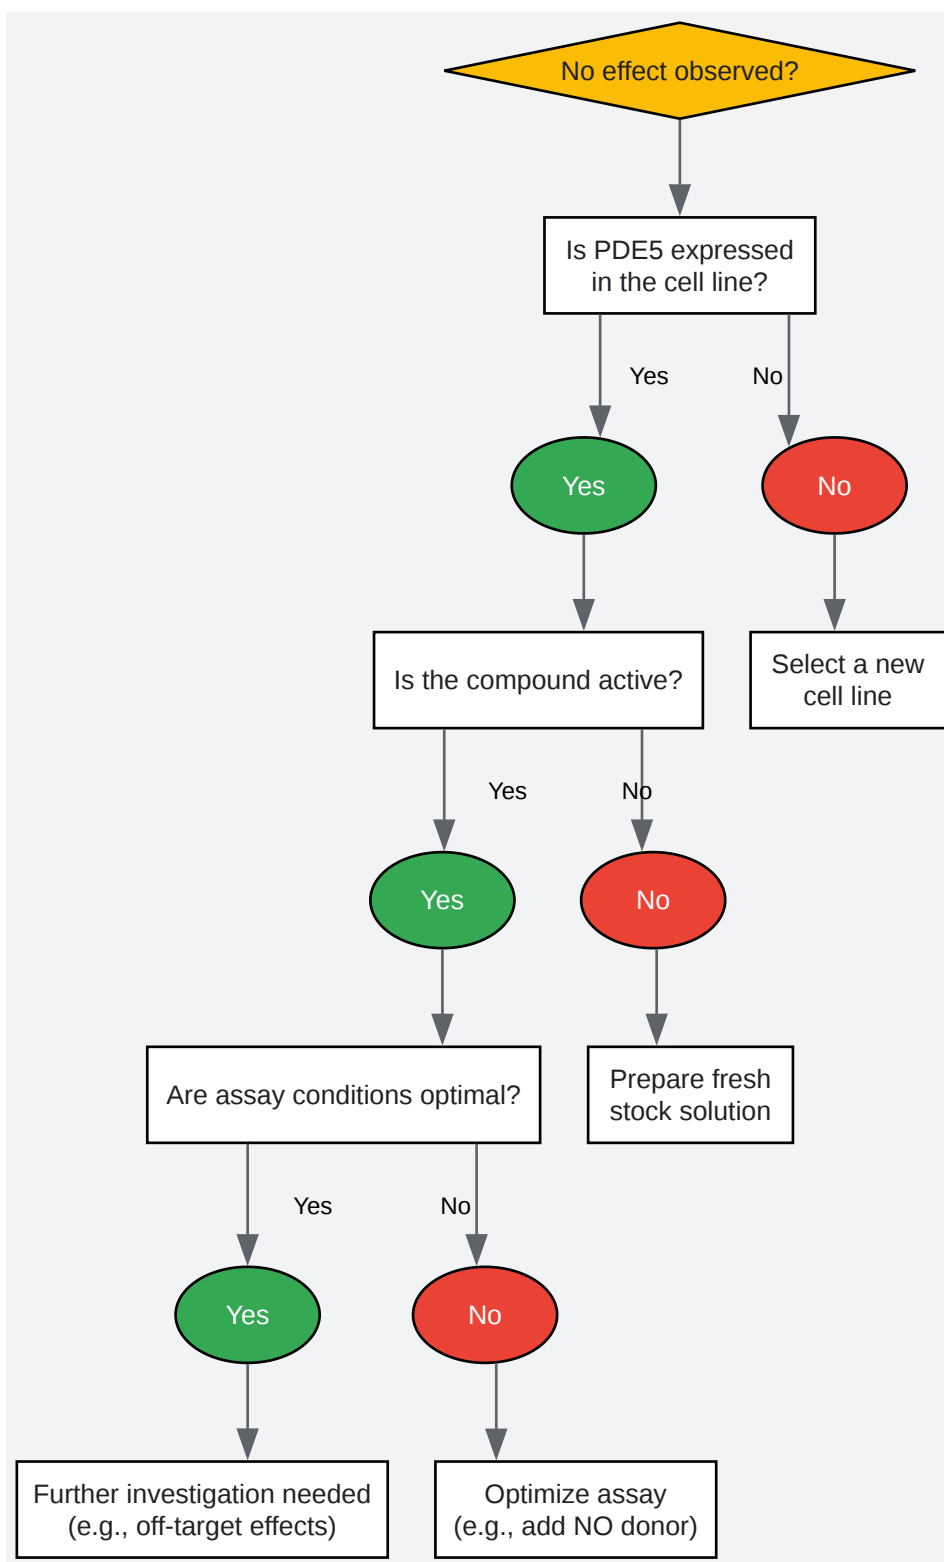 No effect observed?
Is PDE5 expressed
in the cell line?
Yes
No
Yes
No
Is the compound active?
Select a new
cell line
Yes
No
Yes
No
Are assay conditions optimal?
Prepare fresh
stock solution
Yes
No
Yes
No
Further investigation needed
(e.g., off-target effects)
Optimize assay
(e.g., add NO donor)